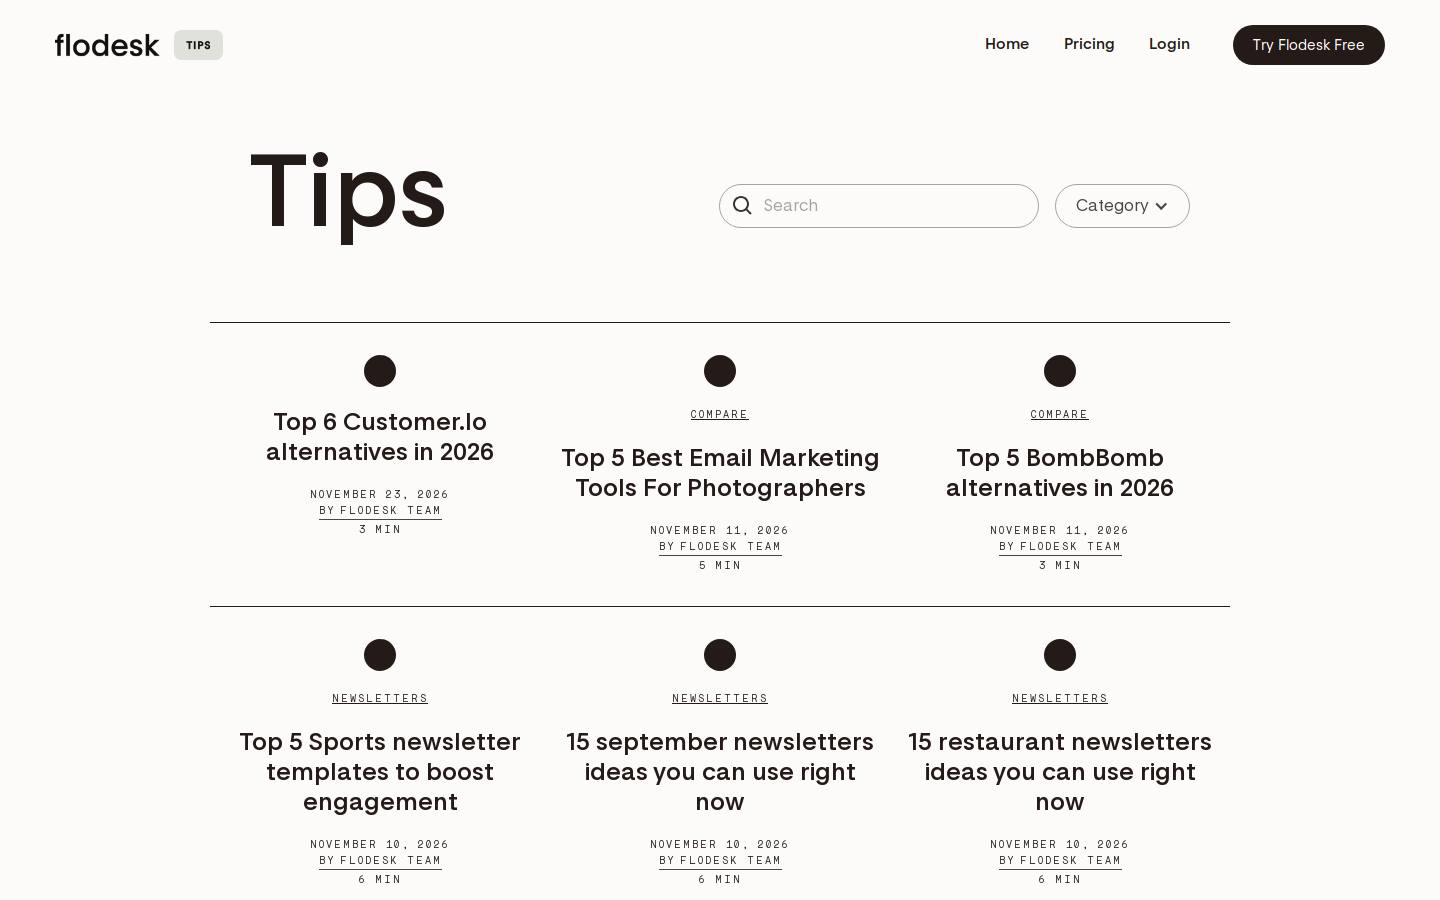 flodesk TIPS Home Pricing Login Try Flodesk Free
Tips
Search
Category
Top 6 Customer.Io
alternatives in 2026
NOVEMBER 23, 2026
BY FLODESK TEAM
3 MIN
COMPARE
Top 5 Best Email Marketing
Tools For Photographers
NOVEMBER 11, 2026
BY FLODESK TEAM
5 MIN
COMPARE
Top 5 BombBomb
alternatives in 2026
NOVEMBER 11, 2026
BY FLODESK TEAM
3 MIN
NEWSLETTERS
Top 5 Sports newsletter
templates to boost
engagement
NOVEMBER 10, 2026
BY FLODESK TEAM
6 MIN
NEWSLETTERS
15 september newsletters
ideas you can use right
now
NOVEMBER 10, 2026
BY FLODESK TEAM
6 MIN
NEWSLETTERS
15 restaurant newsletters
ideas you can use right
now
NOVEMBER 10, 2026
BY FLODESK TEAM
6 MIN